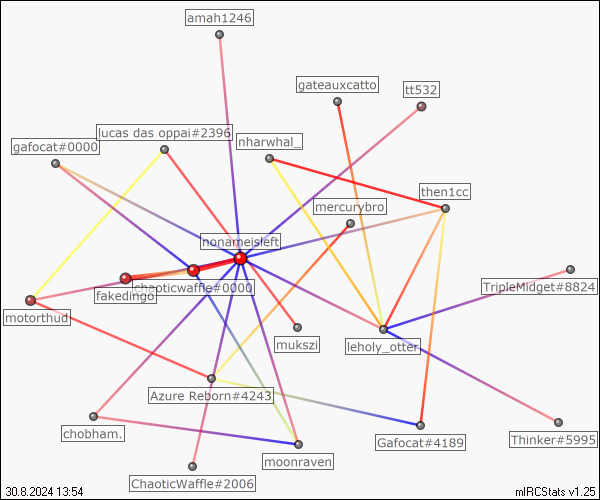 amah1246
gateauxcatto
tt532
lucas das oppai#2396
gafocat#0000
nharwhal_
then1cc
mercurybro
nonameisleft
TripleMidget#8824
chaoticwaffle#0000
fakedingo
motorthud
mukszi
leholy_otter
Azure Reborn#4243
chobham.
Gafocat#4189
Thinker#5995
moonraven
ChaoticWaffle#2006
30.8.2024 13:54
mIRCStats v1.25